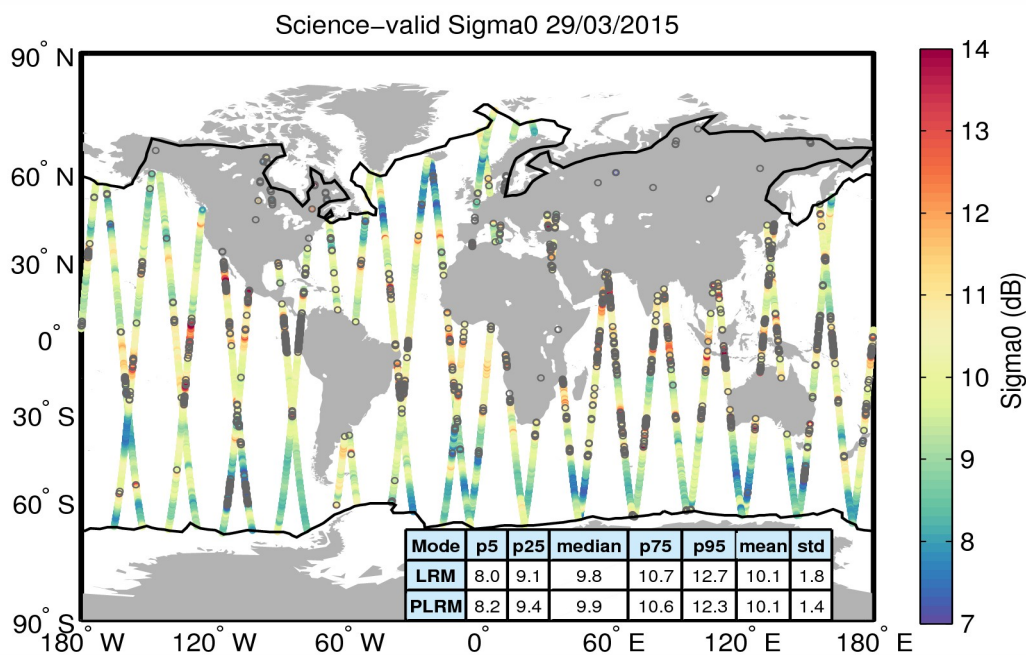 Science−valid Sigma0 29/03/2015
90° N
60° N
30° N
0°
30° S
60° S
90° S
180° W
120° W
60° W
0°
60° E
120° E
180° E
14
13
12
11
10
9
8
7
Sigma0 (dB)
Mode p5 p25 median p75 p95 mean std
LRM 8.0 9.1 9.8 10.7 12.7 10.1 1.8
PLRM 8.2 9.4 9.9 10.6 12.3 10.1 1.4